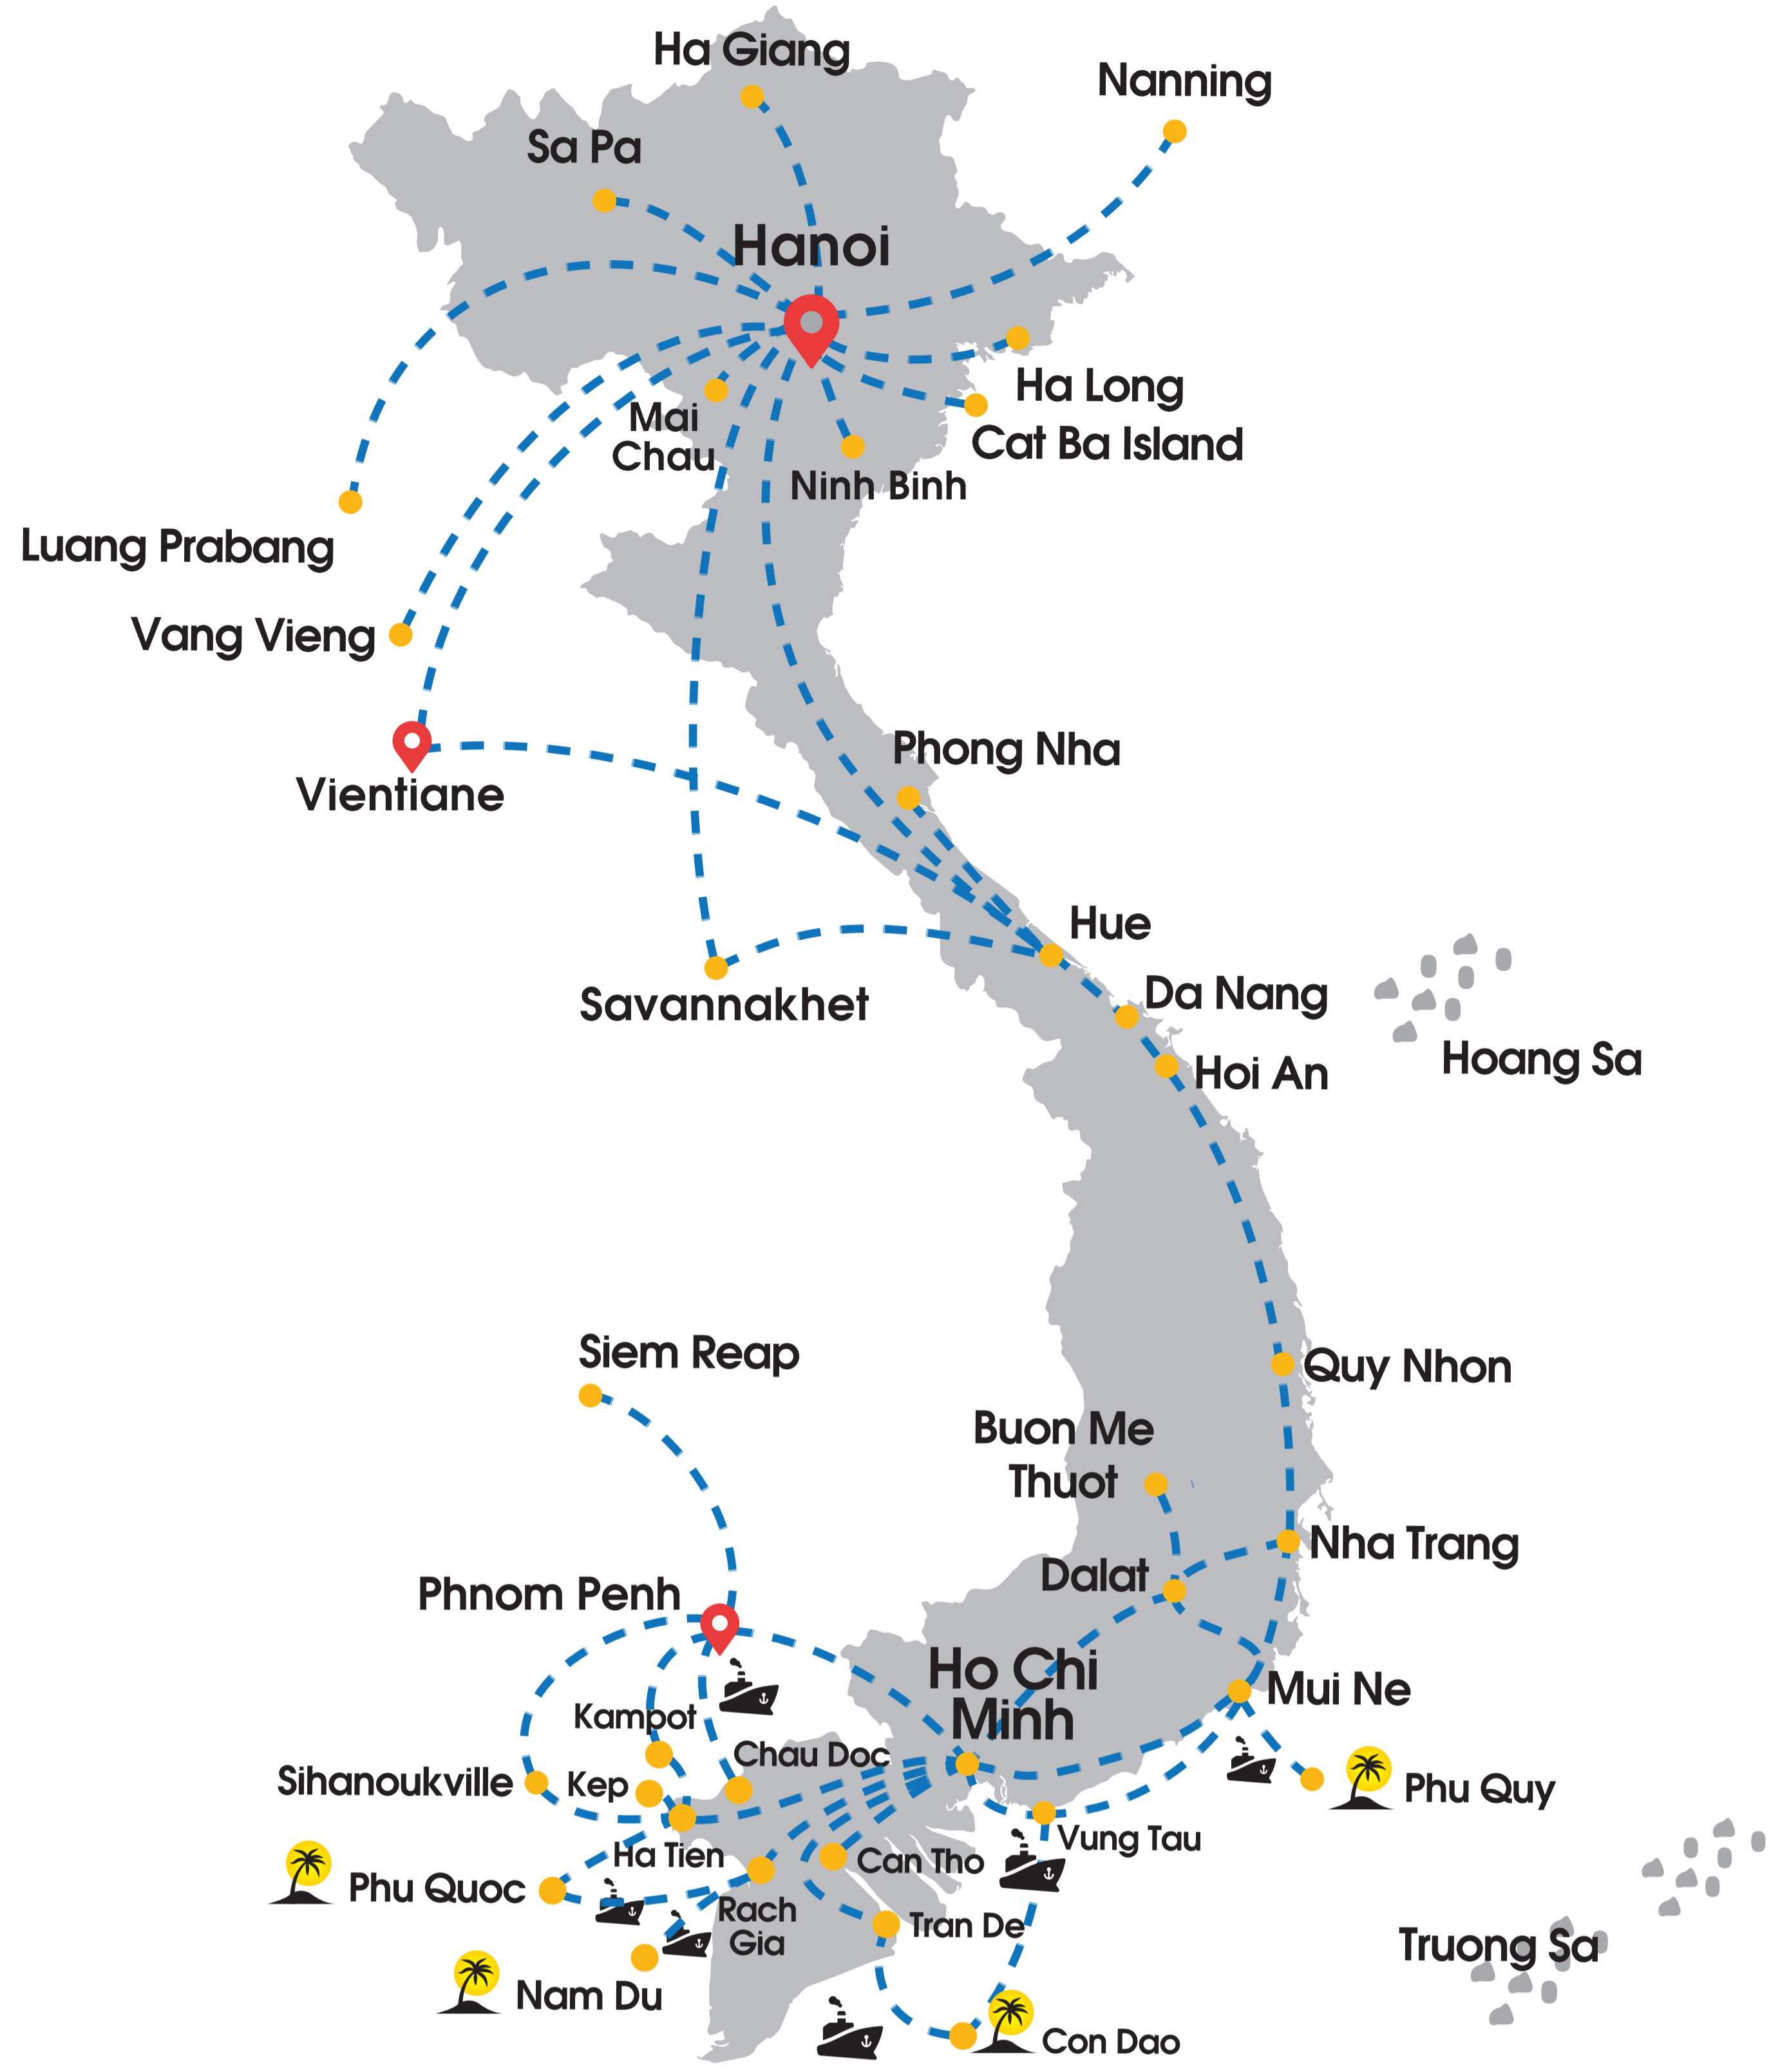 Ha Giang
Nanning
Sa Pa
Hanoi
Ha Long
Mai
Chau
Cat Ba Island
Ninh Binh
Luang Prabang
Vang Vieng
Phong Nha
Vientiane
Hue
Da Nang
Savannakhet
Hoang Sa
Hoi An
Siem Reap
Quy Nhon
Buon Me
Thuot
Nha Trang
Dalat
Phnom Penh
Ho Chi
Minh
Mui Ne
Kampot
Chau Doc
Sihanoukville
Kep
Phu Quy
Vung Tau
Ha Tien
Can Tho
Phu Quoc
Rach
Gia
Tran De
Truong Sa
Nam Du
Con Dao